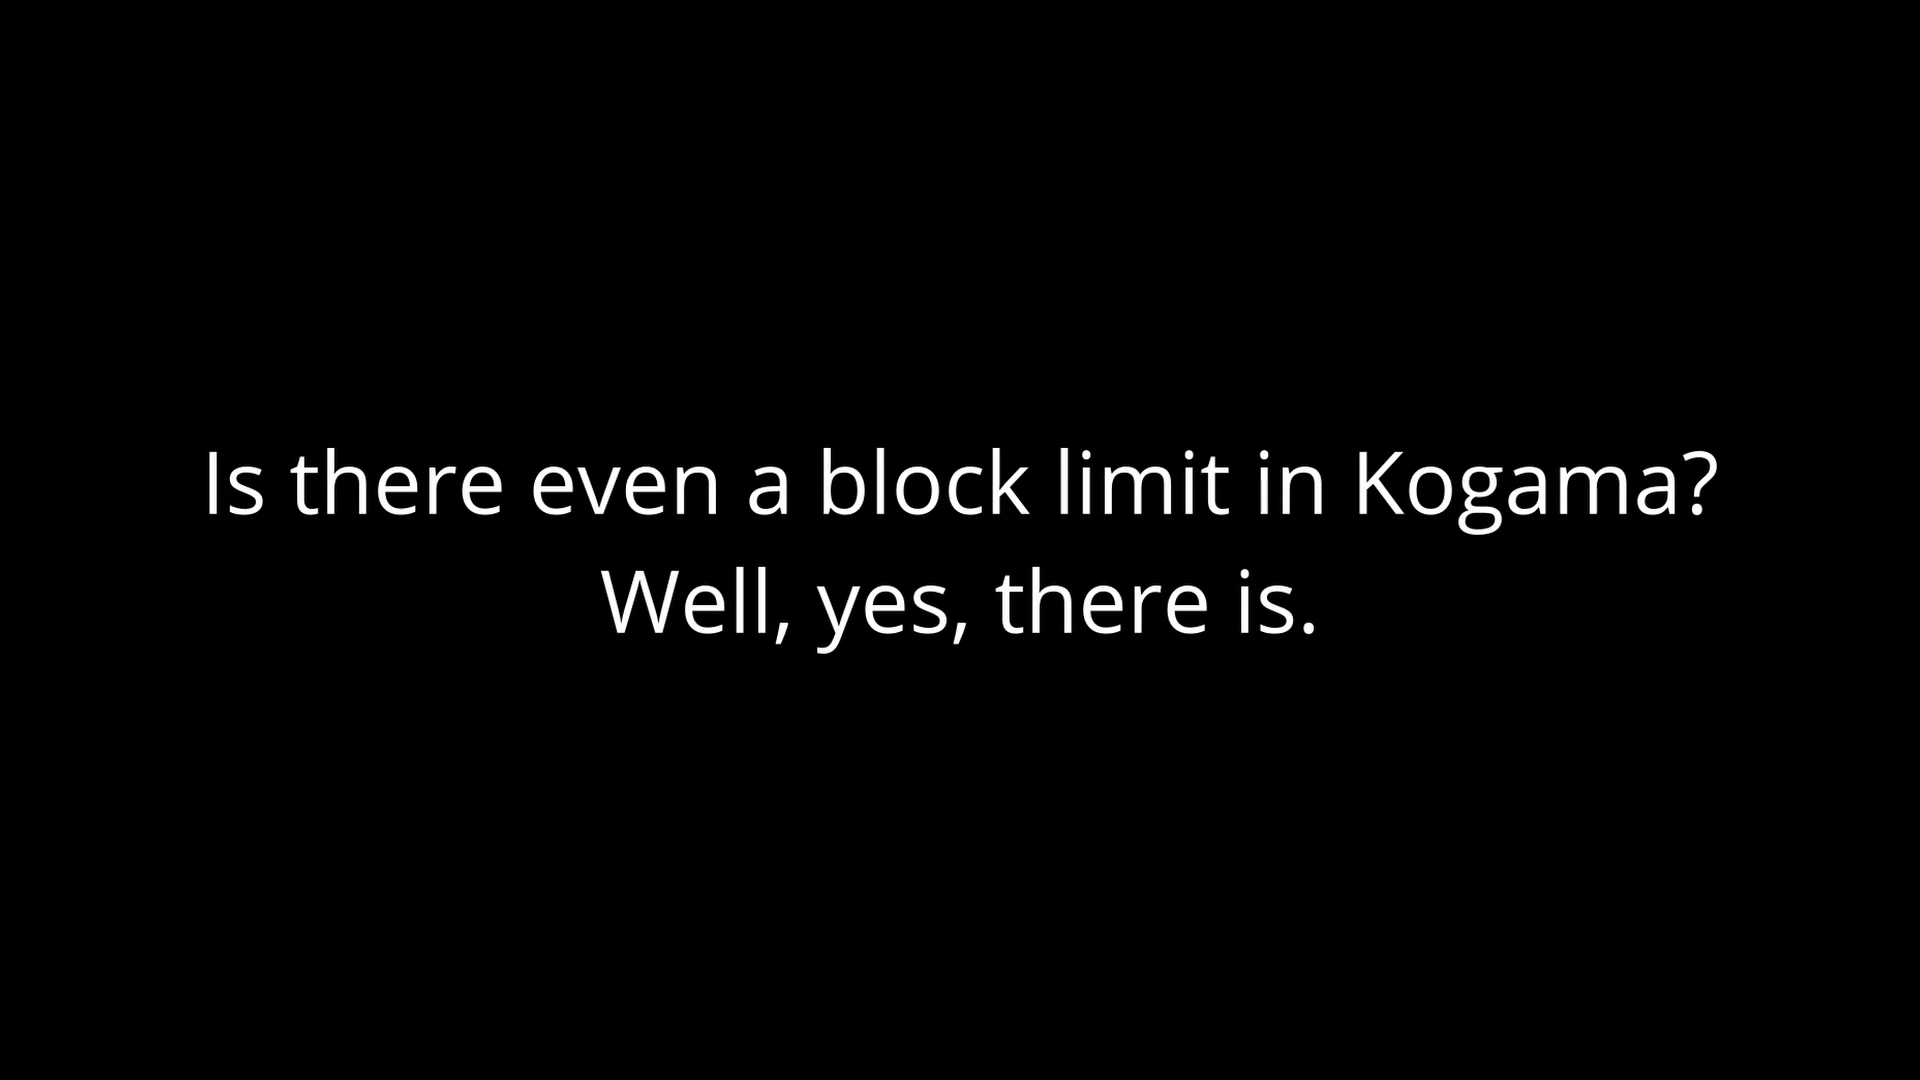 Is there even a block limit in Kogama?
Well, yes, there is.